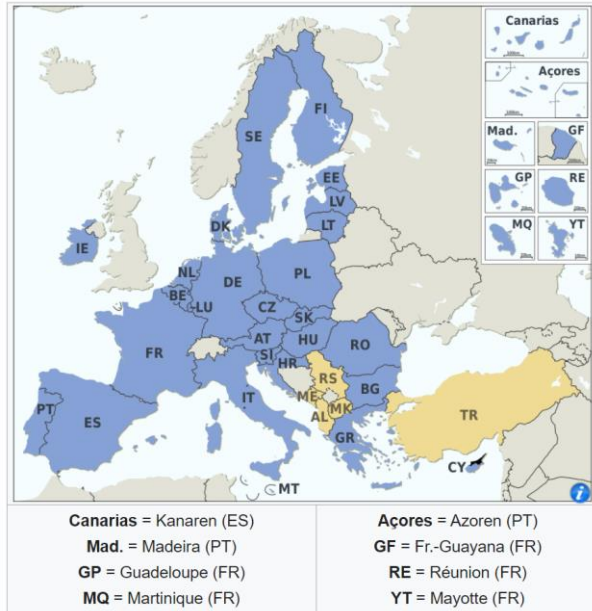 Canarias
Açores
Mad.
GF
GP
RE
MQ
YT
FI
SE
EE
LV
LT
DK
IE
NL
BE
LU
DE
PL
CZ
SK
AT
HU
RO
FR
SI
HR
RS
BG
IT
ME
MK
AL
GR
TR
PT
ES
CY
MT
i
Canarias = Kanaren (ES)
Mad. = Madeira (PT)
GP = Guadeloupe (FR)
MQ = Martinique (FR)
Açores = Azoren (PT)
GF = Fr.-Guayana (FR)
RE = Réunion (FR)
YT = Mayotte (FR)